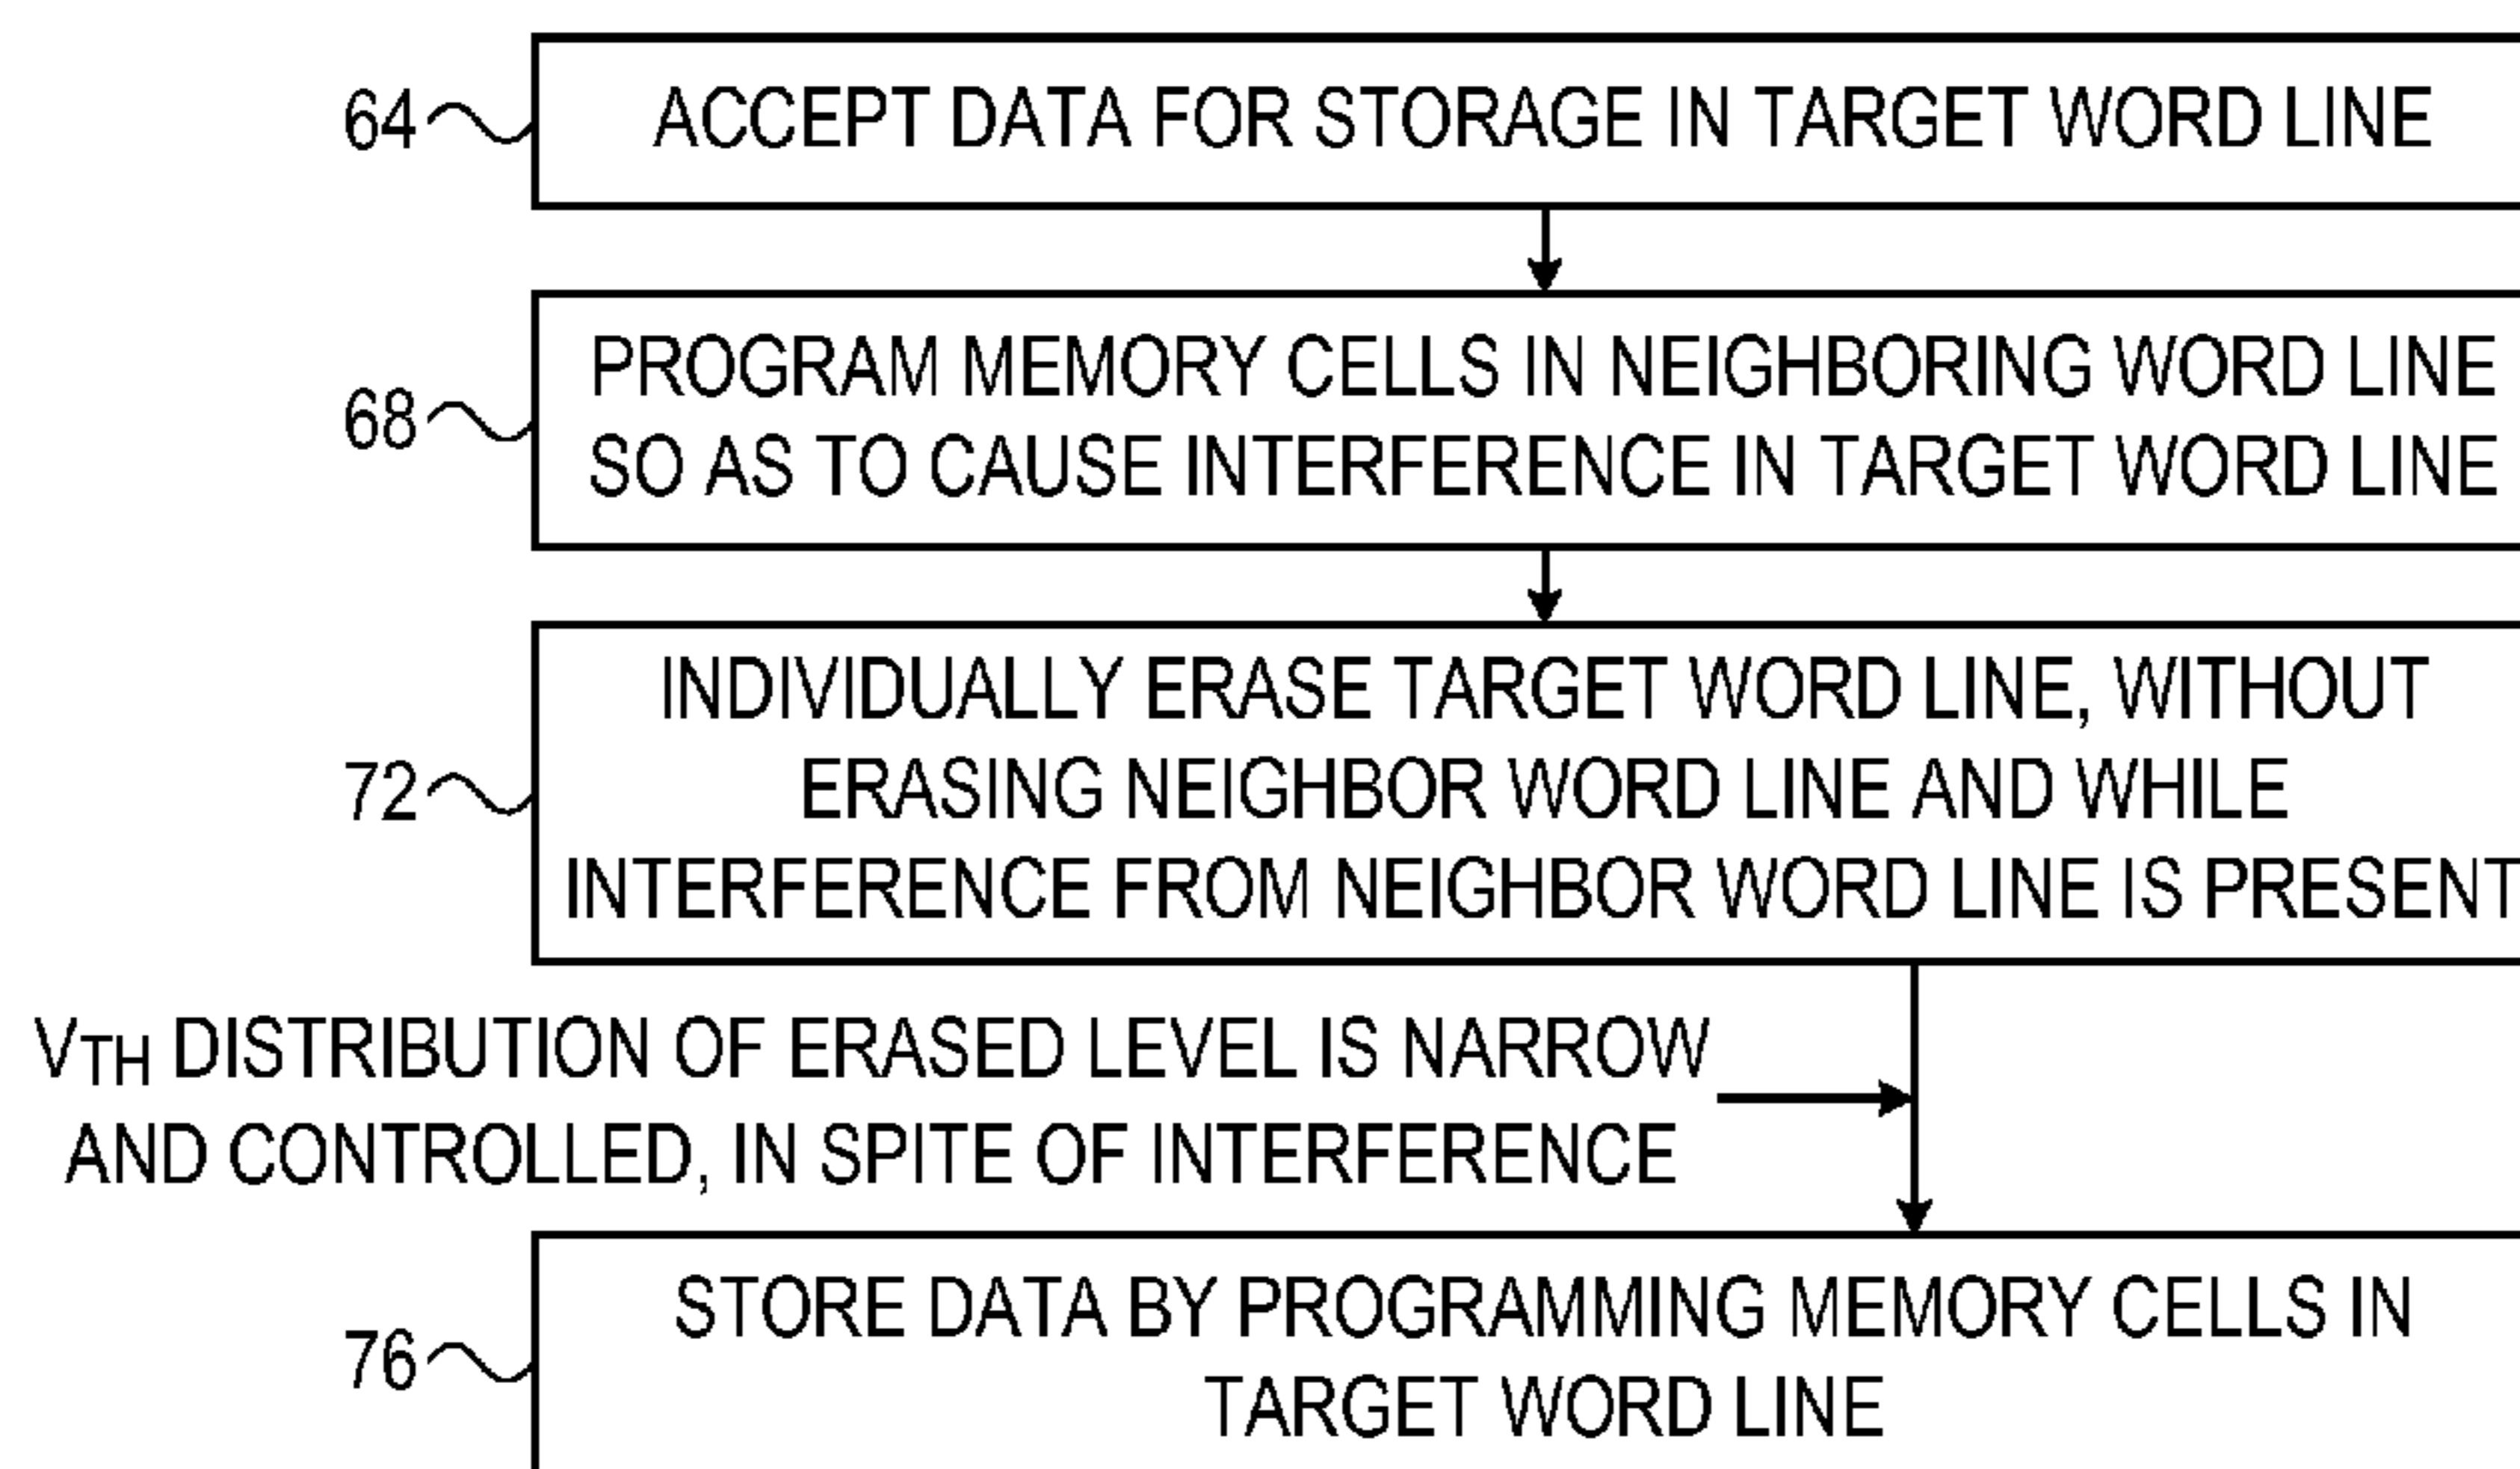 64
ACCEPT DATA FOR STORAGE IN TARGET WORD LINE
68
PROGRAM MEMORY CELLS IN NEIGHBORING WORD LINE
SO AS TO CAUSE INTERFERENCE IN TARGET WORD LINE
72
INDIVIDUALLY ERASE TARGET WORD LINE, WITHOUT
ERASING NEIGHBOR WORD LINE AND WHILE
INTERFERENCE FROM NEIGHBOR WORD LINE IS PRESENT
VTH DISTRIBUTION OF ERASED LEVEL IS NARROW
AND CONTROLLED, IN SPITE OF INTERFERENCE
76
STORE DATA BY PROGRAMMING MEMORY CELLS IN
TARGET WORD LINE